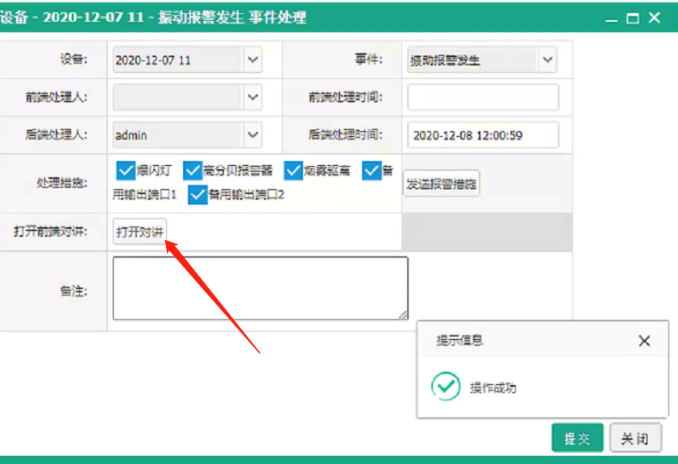 设备 - 2020-12-07 11 - 振动报警发生 事件处理
设备: 2020-12-07 11 事件: 振动报警发生
前端处理人: 前端处理时间:
后端处理人: admin 后端处理时间: 2020-12-08 12:00:59
处理措施: 爆闪灯 高分贝报警器 烟雾驱离 备
用输出端口1 备用输出端口2 发送报警措施
打开前端对讲: 打开对讲
备注:
提示信息
操作成功
提交 关闭